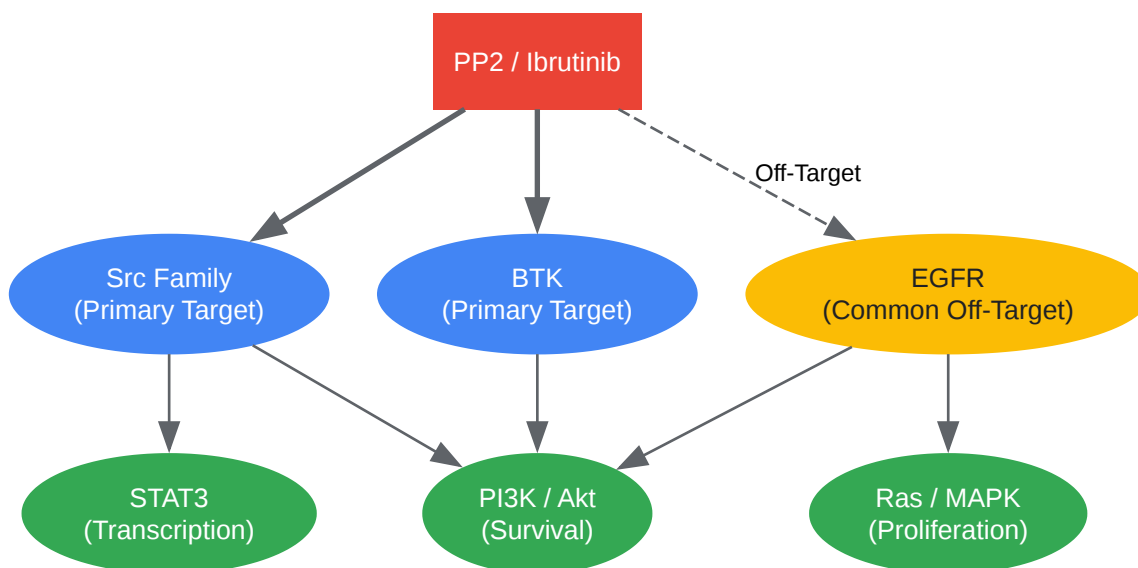 PP2 / Ibrutinib
Off-Target
Src Family
(Primary Target)
BTK
(Primary Target)
EGFR
(Common Off-Target)
STAT3
(Transcription)
PI3K / Akt
(Survival)
Ras / MAPK
(Proliferation)